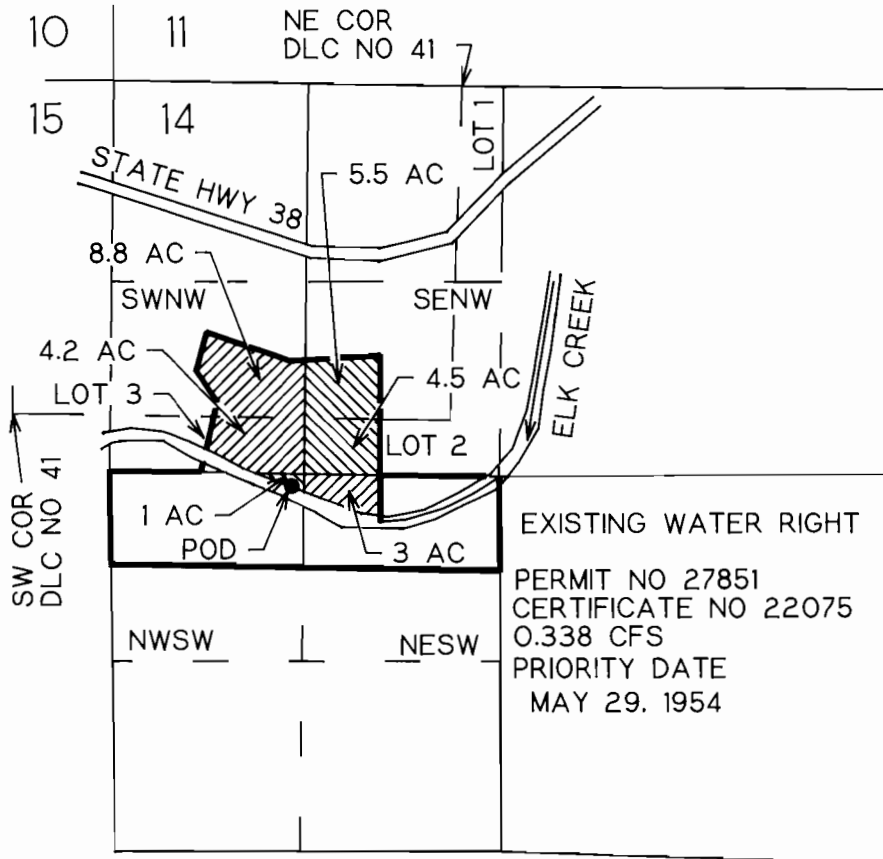 10
11
NE COR
DLC NO 41
15
14
LOT 1
STATE HWY 38
5.5 AC
8.8 AC
SWNW
SENW
4.2 AC
4.5 AC
ELK CREEK
LOT 3
LOT 2
SW COR
DLC NO 41
1 AC
POD
3 AC
EXISTING WATER RIGHT
PERMIT NO 27851
CERTIFICATE NO 22075
0.338 CFS
PRIORITY DATE
MAY 29. 1954
NWSW
NESW